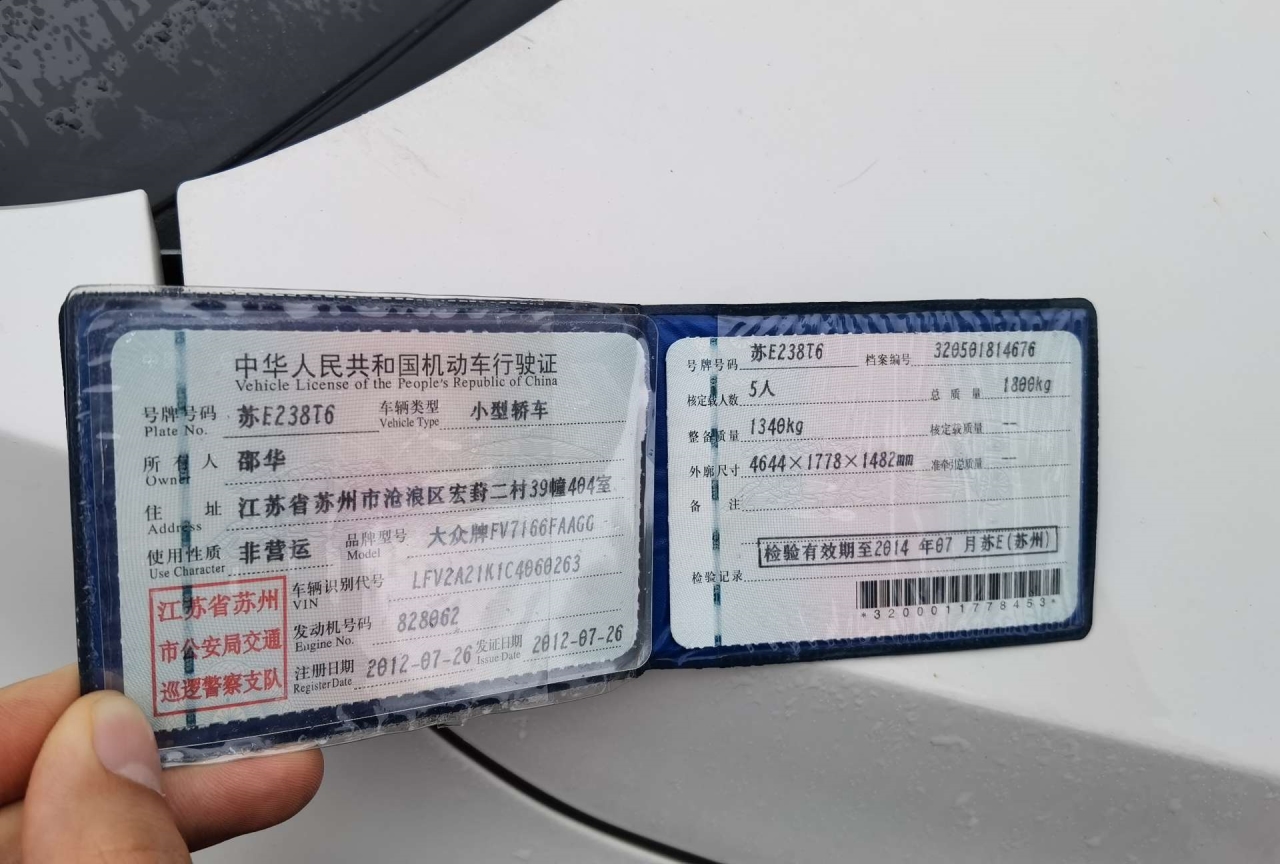 中华人民共和国机动车行驶证
Vehicle License of the People's Republic of China
号牌号码 苏E238T6 车辆类型 小型轿车
Plate No. Vehicle Type
所有人 邵华
Owner
住址 江苏省苏州市沧浪区宏葑二村39幢404室
Address
使用性质 非营运 品牌型号 大众牌FV7166FAAGG
Use Character Model
江苏省苏州
市公安局交通
巡逻警察支队
车辆识别代号 LFV2A21K1C4060263
VIN
发动机号码 828062
Engine No.
注册日期 2012-07-26 发证日期 2012-07-26
Register Date Issue Date
号牌号码 苏E238T6 档案编号 320501814676
核定载人数 5人 总质量 1800kg
整备质量 1340kg 核定载质量 --
外廓尺寸 4644×1778×1482mm 准牵引总质量 --
备注
检验有效期至2014 年07 月苏E(苏州)
检验记录
*3200011778453*